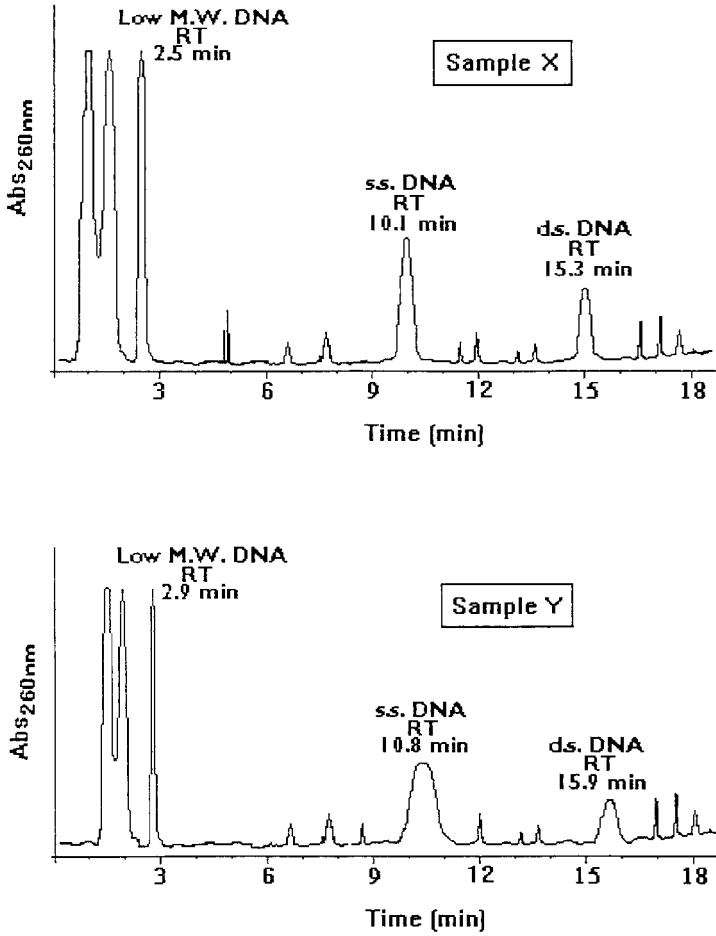 Low M.W. DNA
RT
2.5 min
Sample X
Abs260nm
s.s. DNA
RT
10.1 min
d.s. DNA
RT
15.3 min
3 6 9 12 15 18
Time (min)
Low M.W. DNA
RT
2.9 min
Sample Y
Abs260nm
s.s. DNA
RT
10.8 min
d.s. DNA
RT
15.9 min
3 6 9 12 15 18
Time (min)